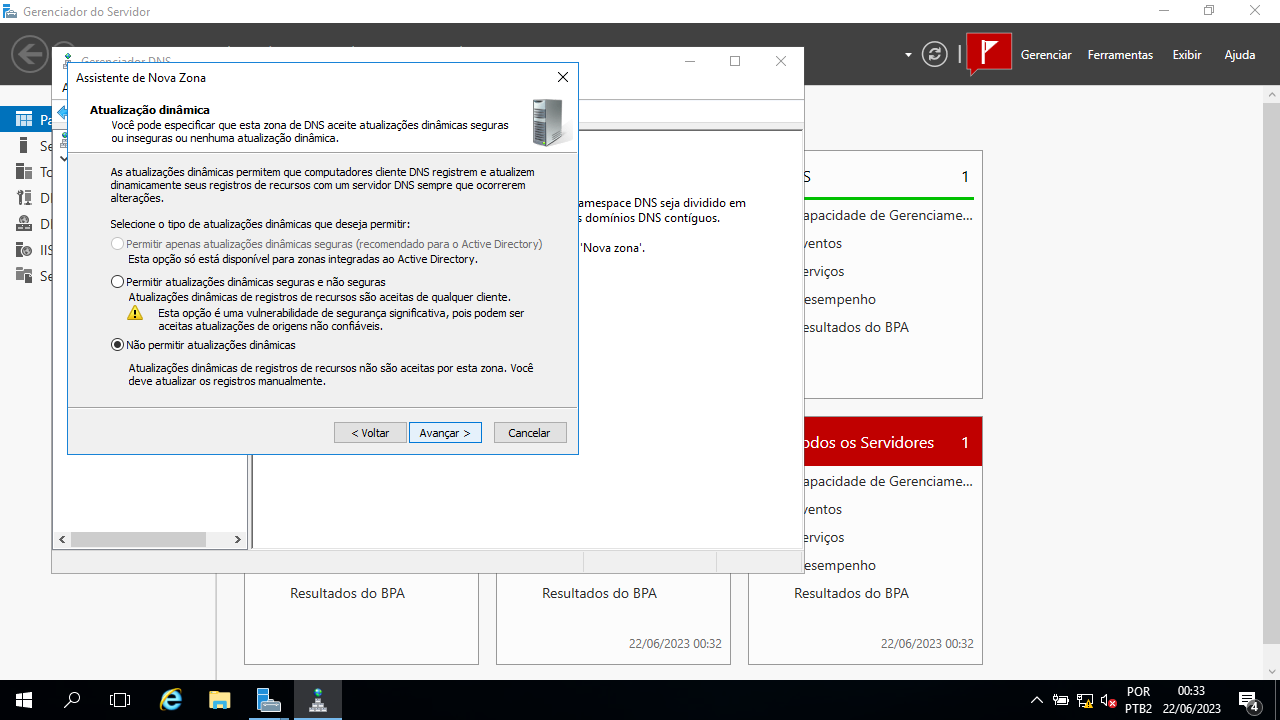 Gerenciador do Servidor
Gerenciar Ferramentas Exibir Ajuda
Gerenciador DNS
Assistente de Nova Zona
Atualização dinâmica
Você pode especificar que esta zona de DNS aceite atualizações dinâmicas seguras
ou inseguras ou nenhuma atualização dinâmica.
As atualizações dinâmicas permitem que computadores cliente DNS registrem e atualizem
dinamicamente seus registros de recursos com um servidor DNS sempre que ocorrerem
alterações.
Selecione o tipo de atualizações dinâmicas que deseja permitir:
Permitir apenas atualizações dinâmicas seguras (recomendado para o Active Directory)
Esta opção só está disponível para zonas integradas ao Active Directory.
Permitir atualizações dinâmicas seguras e não seguras
Atualizações dinâmicas de registros de recursos são aceitas de qualquer cliente.
Esta opção é uma vulnerabilidade de segurança significativa, pois podem ser
aceitas atualizações de origens não confiáveis.
Não permitir atualizações dinâmicas
Atualizações dinâmicas de registros de recursos não são aceitas por esta zona. Você
deve atualizar os registros manualmente.
< Voltar Avançar > Cancelar
amespace DNS seja dividido em
s domínios DNS contíguos.
'Nova zona'.
Pa
Se
To
D
D
IIS
Se
S 1
apacidade de Gerenciame...
ventos
erviços
esempenho
esultados do BPA
odos os Servidores 1
apacidade de Gerenciame...
ventos
erviços
esempenho
Resultados do BPA
Resultados do BPA
22/06/2023 00:32
Resultados do BPA
22/06/2023 00:32
POR
PTB2
00:33
22/06/2023
4